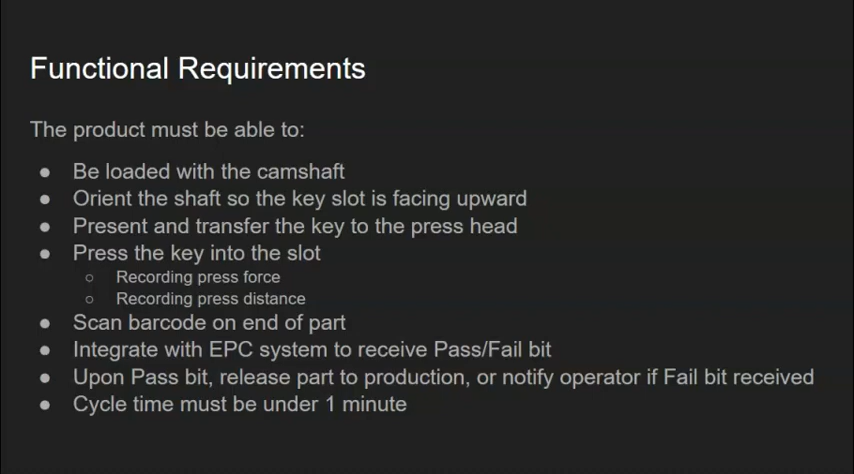 Functional Requirements
The product must be able to:
● Be loaded with the camshaft
● Orient the shaft so the key slot is facing upward
● Present and transfer the key to the press head
● Press the key into the slot
○ Recording press force
○ Recording press distance
● Scan barcode on end of part
● Integrate with EPC system to receive Pass/Fail bit
● Upon Pass bit, release part to production, or notify operator if Fail bit received
● Cycle time must be under 1 minute